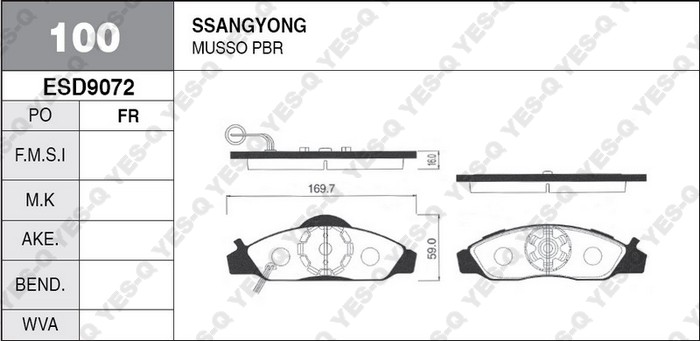 100
SSANGYONG
MUSSO PBR
ESD9072
PO FR
F.M.S.I
M.K
AKE.
BEND.
WVA
16.0
169.7
59.0
YES-Q YES-Q YES-Q YES-Q